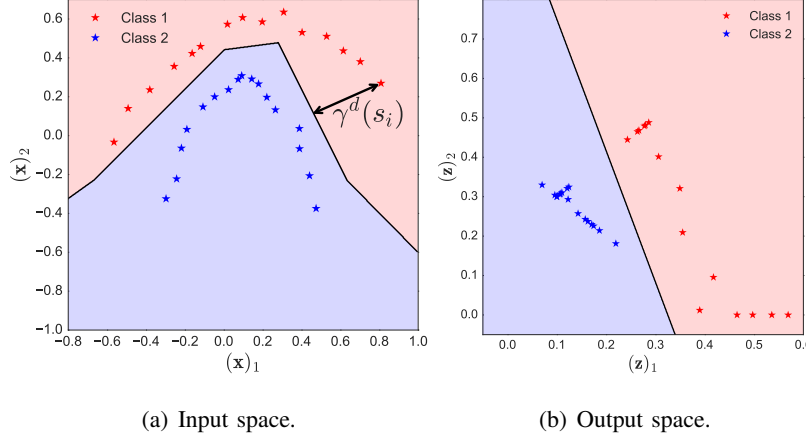 Class 1
Class 2
γ^d(s_i)
0.6
0.4
0.2
0.0
−0.2
−0.4
−0.6
−0.8
−1.0
(x)_2
−0.8 −0.6 −0.4 −0.2 0.0 0.2 0.4 0.6 0.8 1.0
(x)_1
(a) Input space.
Class 1
Class 2
0.7
0.6
0.5
0.4
0.3
0.2
0.1
0.0
(z)_2
0.0 0.1 0.2 0.3 0.4 0.5
(z)_1
(b) Output space.